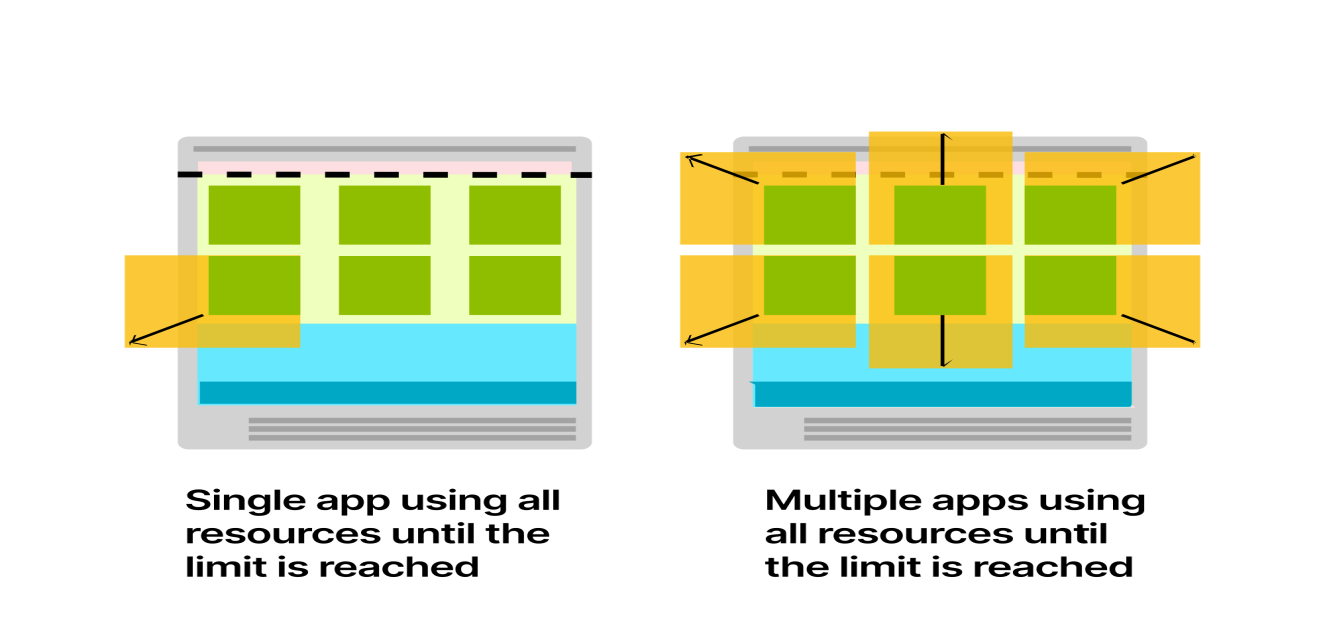 Single app using all
resources until the
limit is reached
Multiple apps using
all resources until
the limit is reached